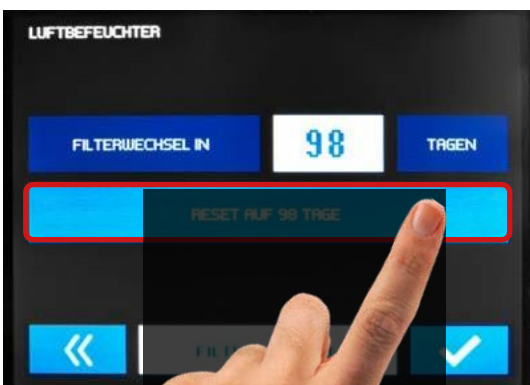 LUFTBEFEUCHTER
FILTERWECHSEL IN 98 TAGEN
RESET AUF 98 TAGE